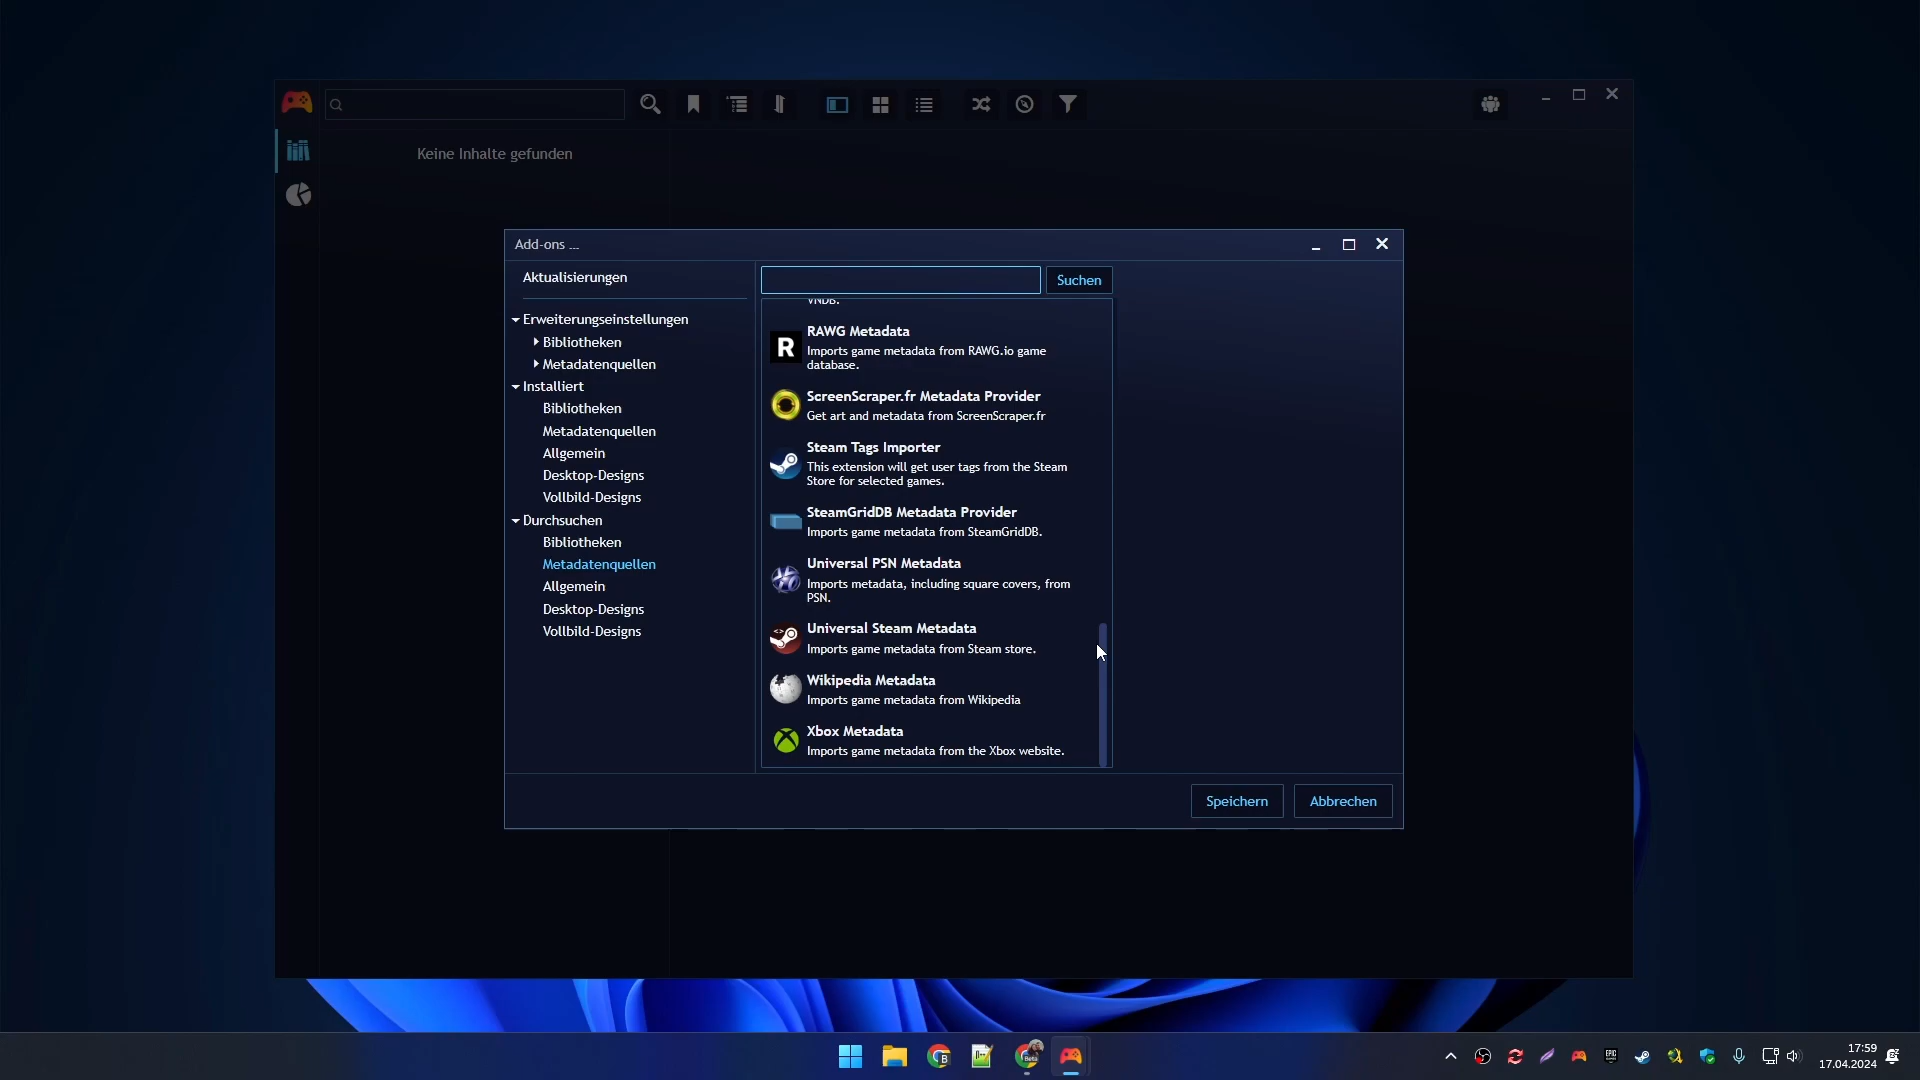 Keine Inhalte gefunden
Add-ons ...
Aktualisierungen
Erweiterungseinstellungen
Bibliotheken
Metadatenquellen
Installiert
Bibliotheken
Metadatenquellen
Allgemein
Desktop-Designs
Vollbild-Designs
Durchsuchen
Bibliotheken
Metadatenquellen
Allgemein
Desktop-Designs
Vollbild-Designs
Suchen
VNDB.
RAWG Metadata
Imports game metadata from RAWG.io game
database.
ScreenScraper.fr Metadata Provider
Get art and metadata from ScreenScraper.fr
Steam Tags Importer
This extension will get user tags from the Steam
Store for selected games.
SteamGridDB Metadata Provider
Imports game metadata from SteamGridDB.
Universal PSN Metadata
Imports metadata, including square covers, from
PSN.
Universal Steam Metadata
Imports game metadata from Steam store.
Wikipedia Metadata
Imports game metadata from Wikipedia
Xbox Metadata
Imports game metadata from the Xbox website.
Speichern
Abbrechen
17:59
17.04.2024